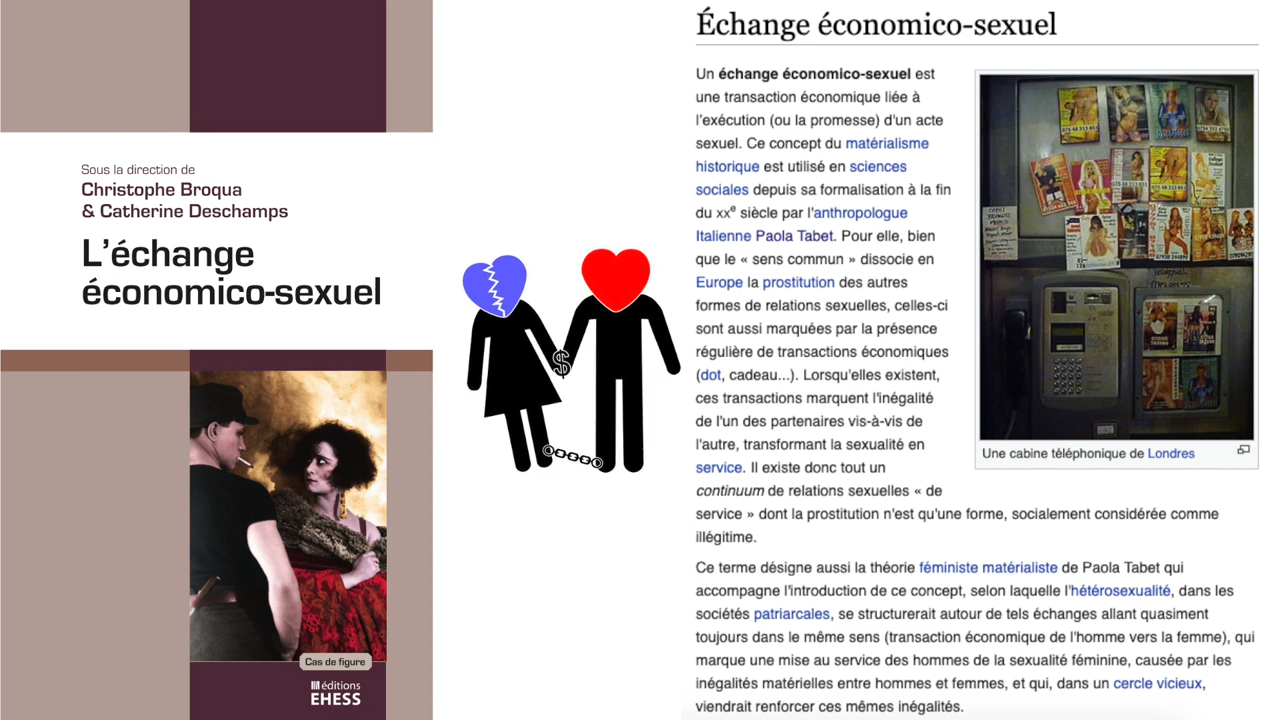 Sous la direction de
Christophe Broqua
& Catherine Deschamps
L'échange
économico-sexuel
Cas de figure
éditions
EHESS
$
Échange économico-sexuel
Un échange économico-sexuel est
une transaction économique liée à
l'exécution (ou la promesse) d'un acte
sexuel. Ce concept du matérialisme
historique est utilisé en sciences
sociales depuis sa formalisation à la fin
du XXe siècle par l'anthropologue
Italienne Paola Tabet. Pour elle, bien
que le « sens commun » dissocie en
Europe la prostitution des autres
formes de relations sexuelles, celles-ci
sont aussi marquées par la présence
régulière de transactions économiques
(dot, cadeau...). Lorsqu'elles existent,
ces transactions marquent l'inégalité
de l'un des partenaires vis-à-vis de
l'autre, transformant la sexualité en
service. Il existe donc tout un
continuum de relations sexuelles « de
service » dont la prostitution n'est qu'une forme, socialement considérée comme
illégitime.
Une cabine téléphonique de Londres
Ce terme désigne aussi la théorie féministe matérialiste de Paola Tabet qui
accompagne l'introduction de ce concept, selon laquelle l'hétérosexualité, dans les
sociétés patriarcales, se structurerait autour de tels échanges allant quasiment
toujours dans le même sens (transaction économique de l'homme vers la femme), qui
marque une mise au service des hommes de la sexualité féminine, causée par les
inégalités matérielles entre hommes et femmes, et qui, dans un cercle vicieux,
viendrait renforcer ces mêmes inégalités.